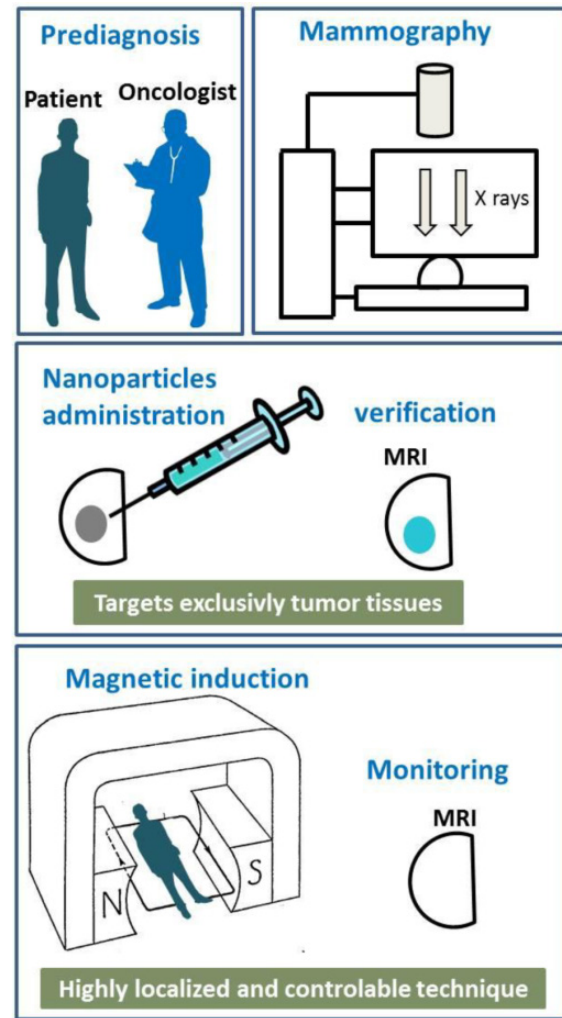 Prediagnosis
Patient
Oncologist
Mammography
X rays
Nanoparticles
administration
verification
MRI
Targets exclusivly tumor tissues
Magnetic induction
N
S
Monitoring
MRI
Highly localized and controlable technique